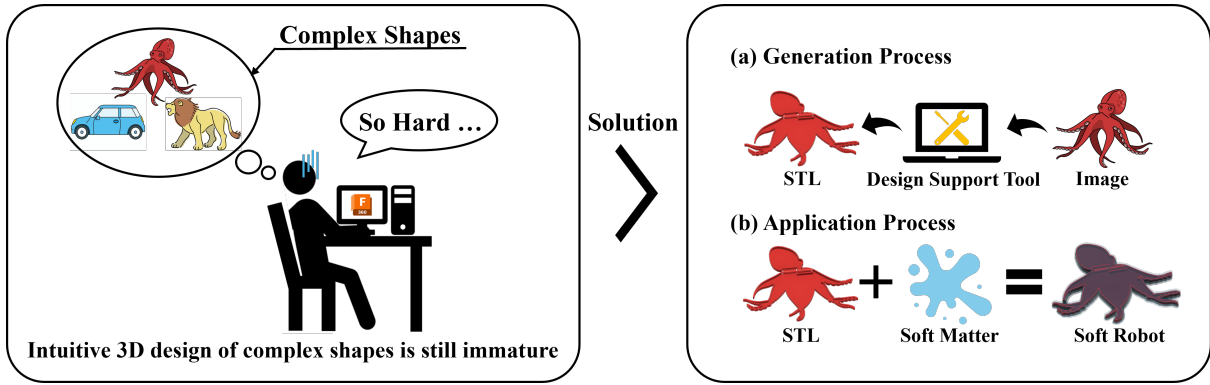 Complex Shapes
So Hard ...
F
360
Intuitive 3D design of complex shapes is still immature
Solution
(a) Generation Process
STL
Design Support Tool
Image
(b) Application Process
+
=
STL
Soft Matter
Soft Robot